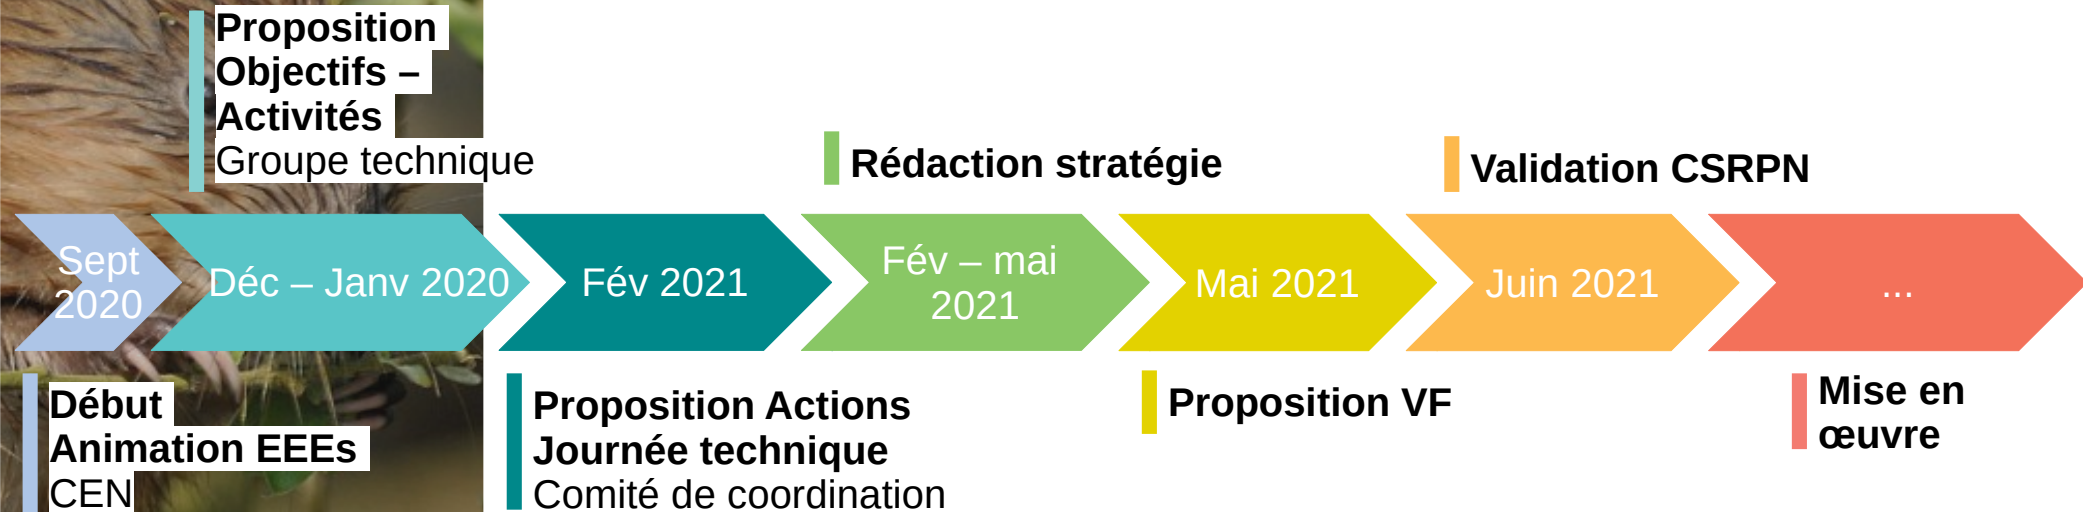 Proposition
Objectifs –
Activités
Groupe technique
Rédaction stratégie
Validation CSRPN
Sept
2020
Déc – Janv 2020
Fév 2021
Fév – mai
2021
Mai 2021
Juin 2021
...
Début
Animation EEEs
CEN
Proposition Actions
Journée technique
Comité de coordination
Proposition VF
Mise en
œuvre